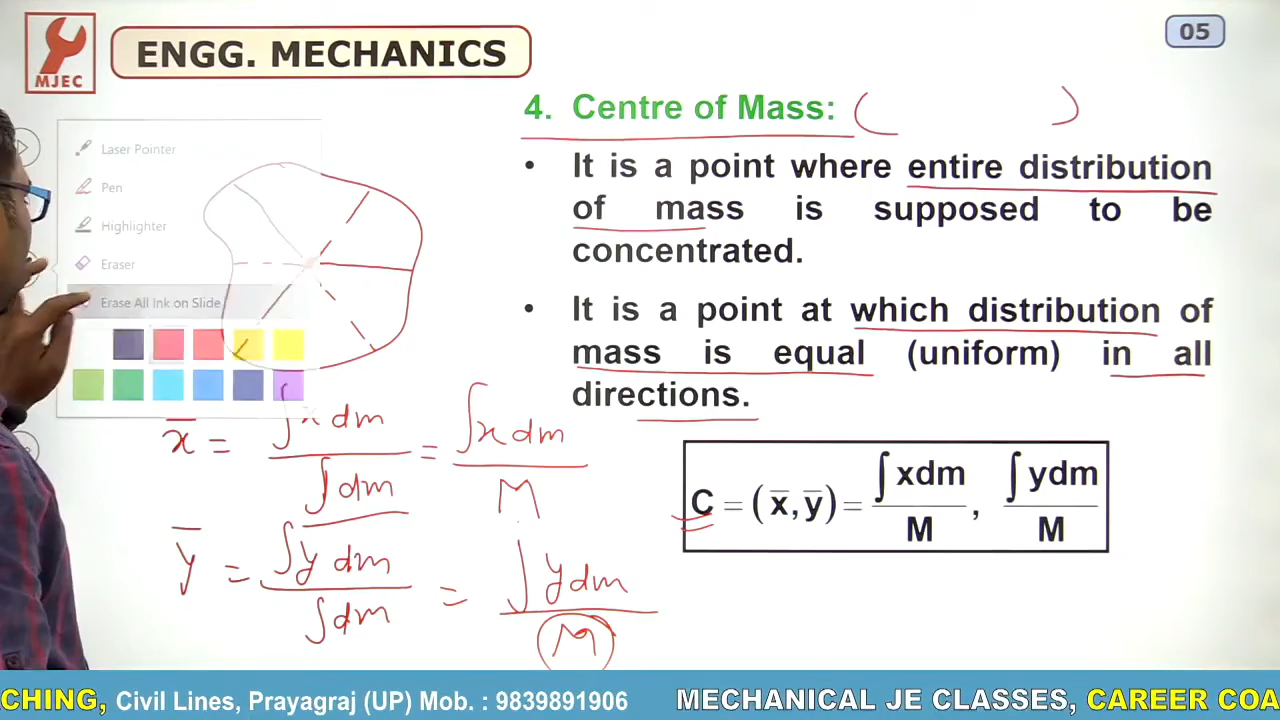 MJEC
ENGG. MECHANICS
05
4. Centre of Mass: ( )
• It is a point where entire distribution
of mass is supposed to be
concentrated.
• It is a point at which distribution of
mass is equal (uniform) in all
directions.
C = (x̅, y̅) = ∫xdm / M, ∫ydm / M
Laser Pointer
Pen
Highlighter
Eraser
Erase All Ink on Slide
x̅ = ∫x dm / ∫dm = ∫x dm / M
y̅ = ∫y dm / ∫dm = ∫y dm / M
CHING, Civil Lines, Prayagraj (UP) Mob. : 9839891906 MECHANICAL JE CLASSES, CAREER COA